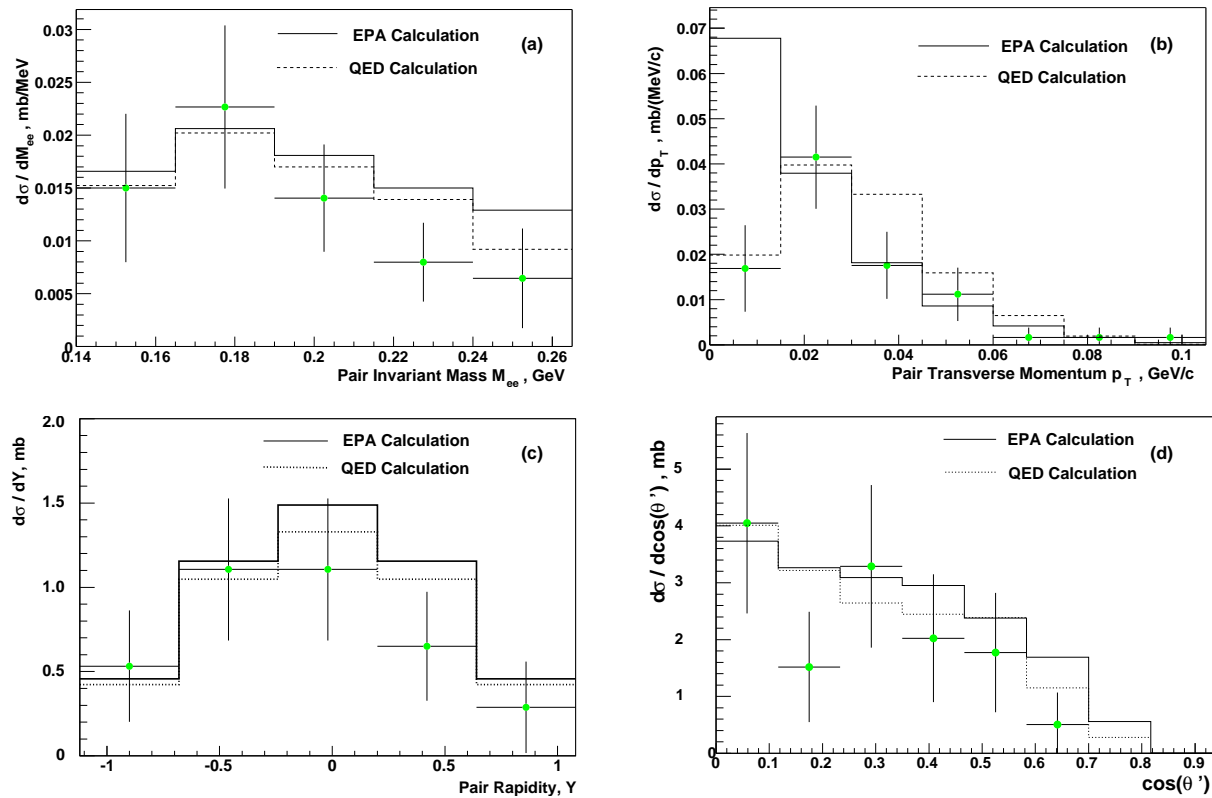 EPA Calculation
(a)
QED Calculation
dσ / dM_ee , mb/MeV
0.03
0.025
0.02
0.015
0.01
0.005
0
0.14 0.16 0.18 0.2 0.22 0.24 0.26
Pair Invariant Mass M_ee , GeV
EPA Calculation
(b)
QED Calculation
dσ / dp_T , mb/(MeV/c)
0.07
0.06
0.05
0.04
0.03
0.02
0.01
0
0 0.02 0.04 0.06 0.08 0.1
Pair Transverse Momentum p_T , GeV/c
EPA Calculation
(c)
QED Calculation
dσ / dY, mb
2.0
1.5
1.0
0.5
0
-1 -0.5 0 0.5 1
Pair Rapidity, Y
EPA Calculation
QED Calculation
(d)
dσ / dcos(θ ’) , mb
5
4
3
2
1
0
0 0.1 0.2 0.3 0.4 0.5 0.6 0.7 0.8 0.9
cos(θ ’)